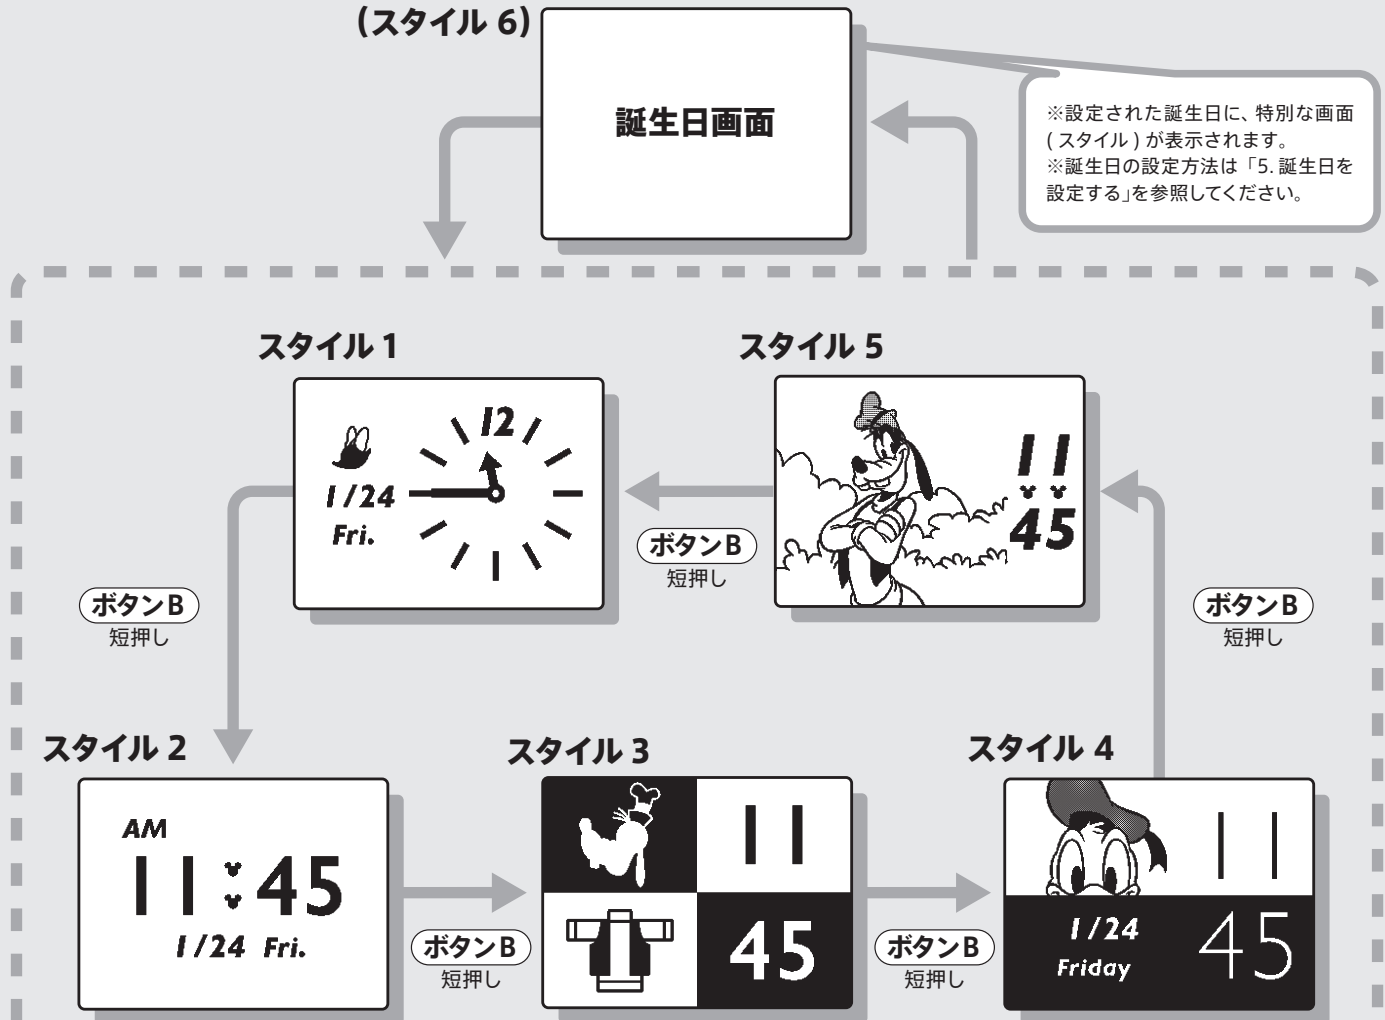 (スタイル 6)
誕生日画面
※設定された誕生日に、特別な画面
( スタイル ) が表示されます。
※誕生日の設定方法は「5. 誕生日を
設定する」を参照してください。
スタイル 1
12
1/24
Fri.
スタイル 5
11
45
ボタンB
短押し
ボタンB
短押し
ボタンB
短押し
スタイル 2
AM
11:45
1/24 Fri.
ボタンB
短押し
スタイル 3
11
45
ボタンB
短押し
スタイル 4
11
1/24
Friday
45